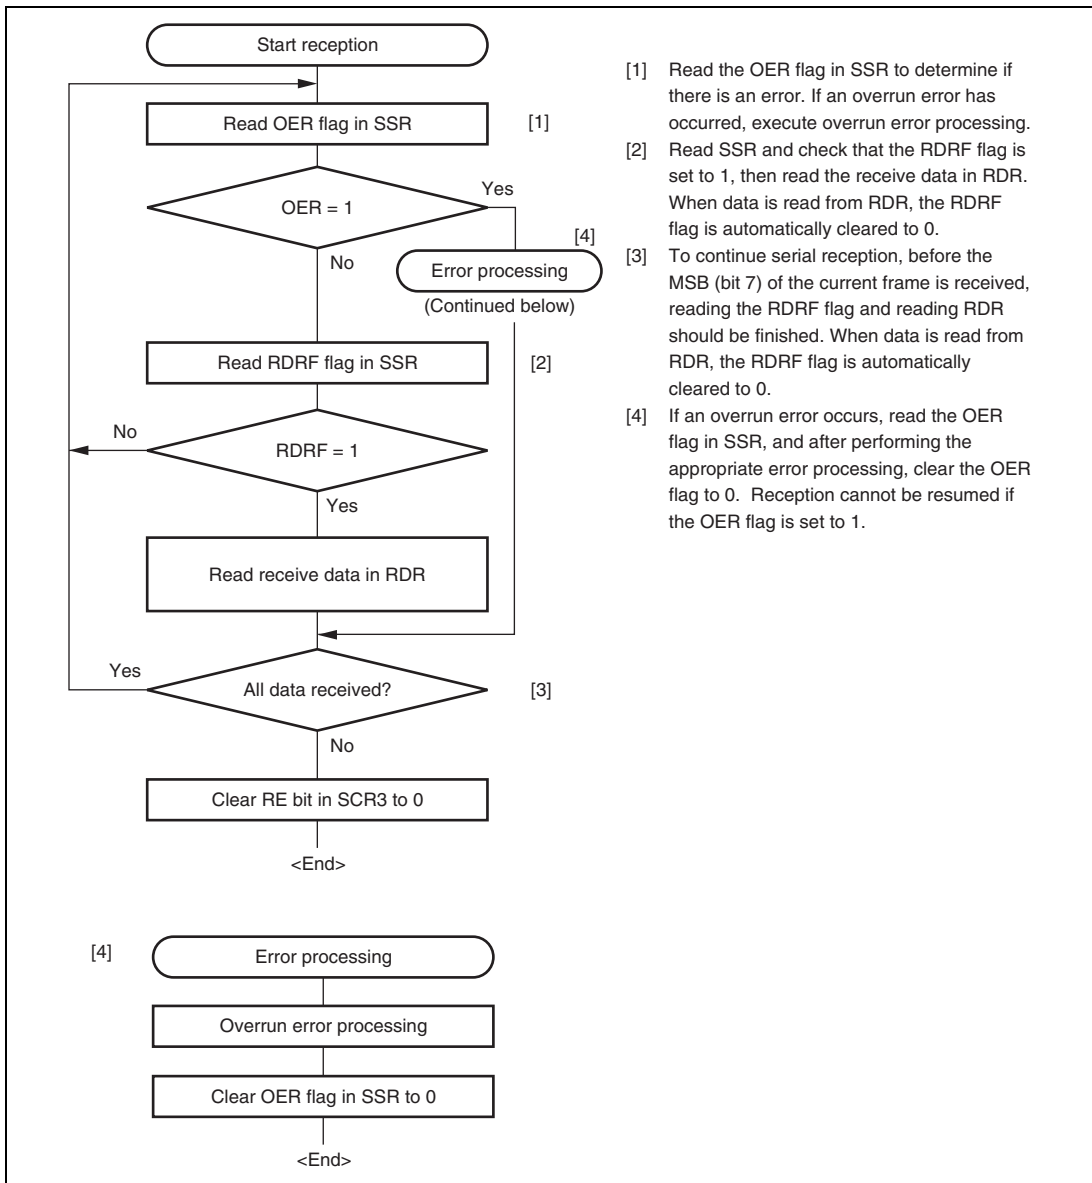 Start reception
Read OER flag in SSR
[1]
OER = 1
Yes
No
[4]
Error processing
(Continued below)
Read RDRF flag in SSR
[2]
RDRF = 1
No
Yes
Read receive data in RDR
All data received?
[3]
Yes
No
Clear RE bit in SCR3 to 0
<End>
[1] Read the OER flag in SSR to determine if
there is an error. If an overrun error has
occurred, execute overrun error processing.
[2] Read SSR and check that the RDRF flag is
set to 1, then read the receive data in RDR.
When data is read from RDR, the RDRF
flag is automatically cleared to 0.
[3] To continue serial reception, before the
MSB (bit 7) of the current frame is received,
reading the RDRF flag and reading RDR
should be finished. When data is read from
RDR, the RDRF flag is automatically
cleared to 0.
[4] If an overrun error occurs, read the OER
flag in SSR, and after performing the
appropriate error processing, clear the OER
flag to 0. Reception cannot be resumed if
the OER flag is set to 1.
[4]
Error processing
Overrun error processing
Clear OER flag in SSR to 0
<End>